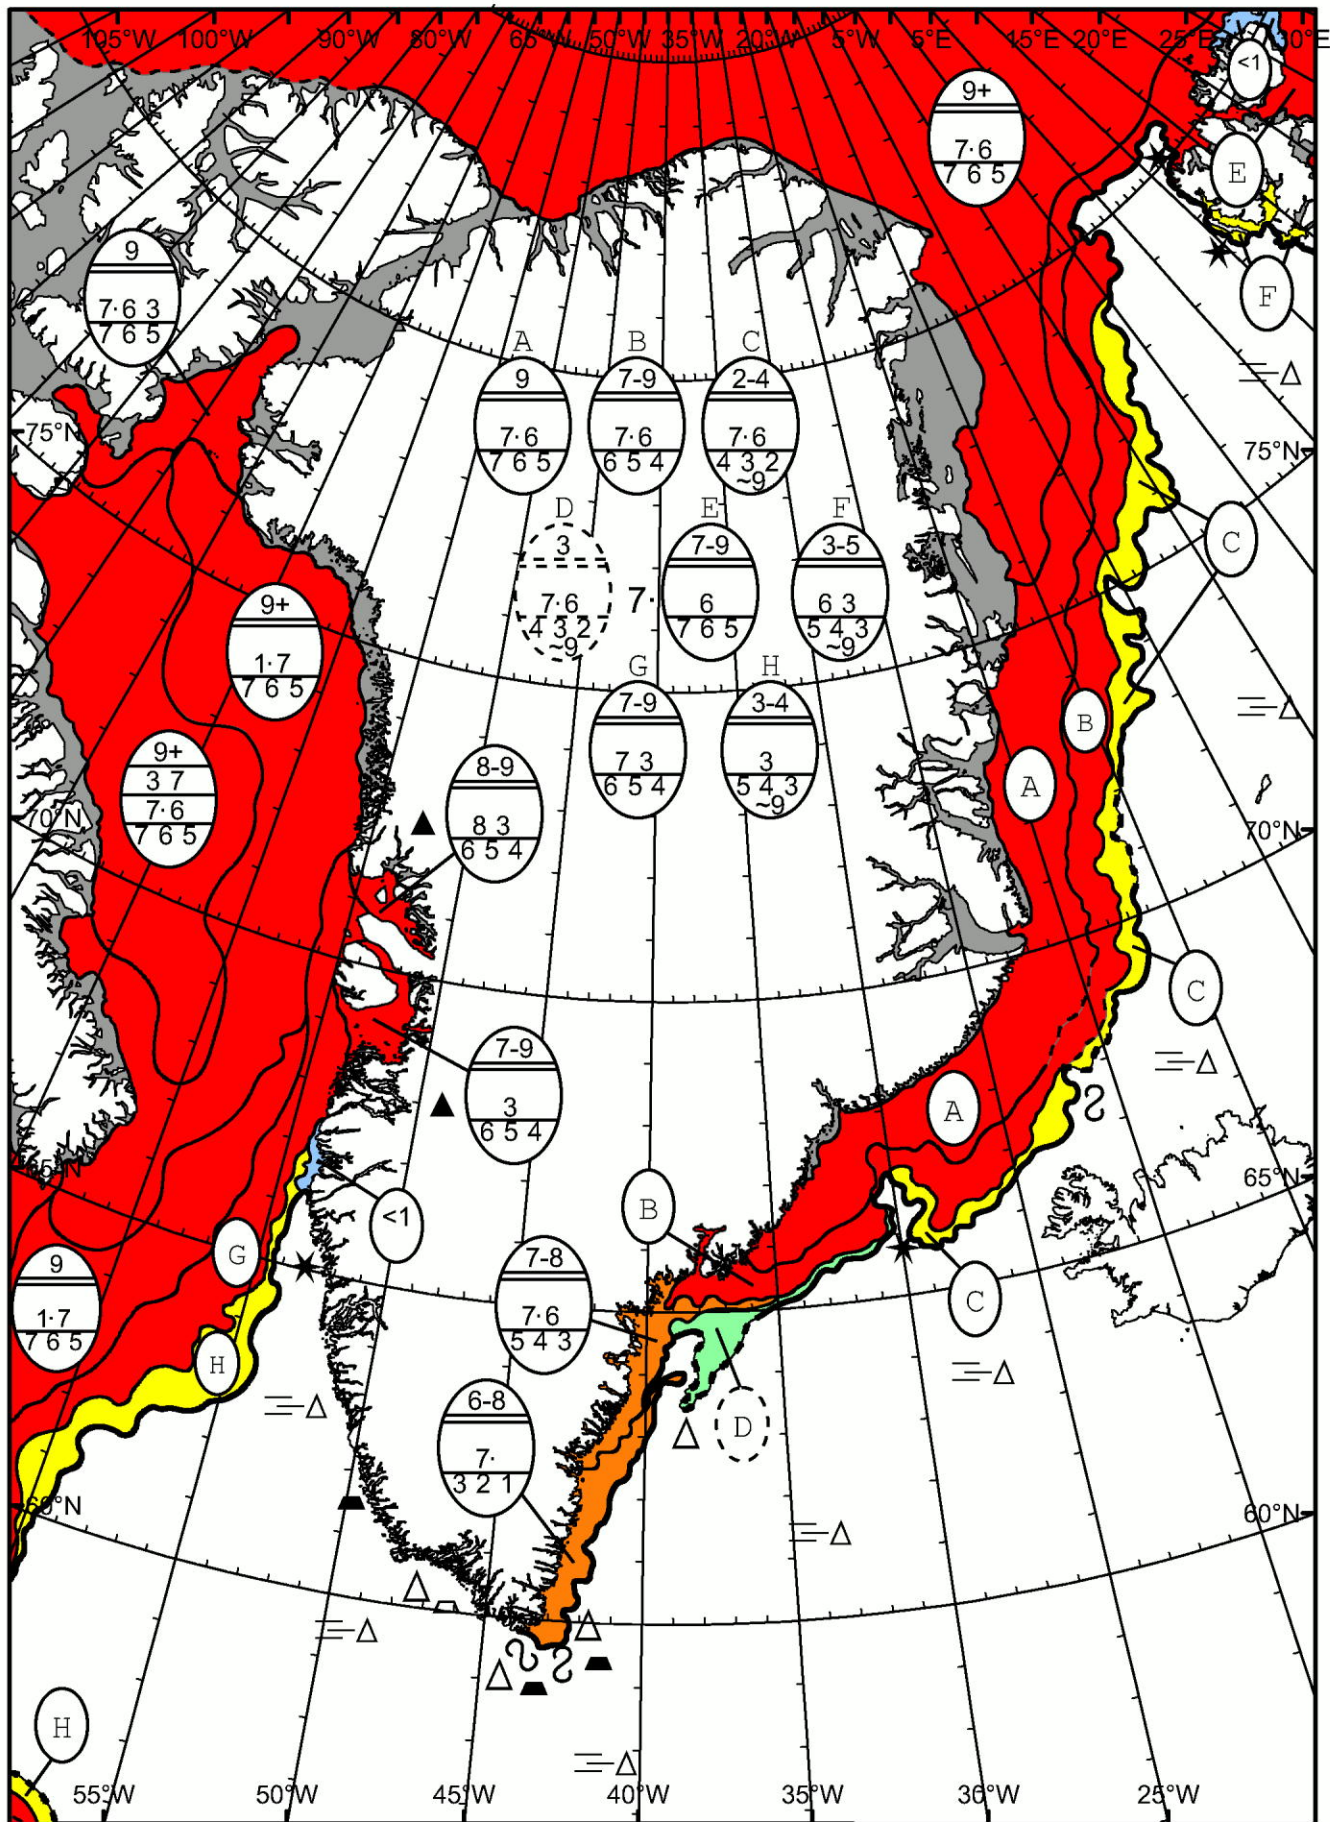 105°W 100°W 90°W 80°W 65°W 50°W 35°W 20°W 5°W 5°E 15°E 20°E 25°E 30°E
<1
9+
7·6
7 6 5
E
F
9
7·6 3
7 6 5
A
9
7·6
7 6 5
B
7-9
7·6
6 5 4
C
2-4
7·6
4 3 2
~9
75°N
75°N
D
3
7·6
4 3 2
~9
7·
E
7-9
6
7 6 5
F
3-5
6 3
5 4 3
~9
C
9+
1·7
7 6 5
G
7-9
7 3
6 5 4
H
3-4
3
5 4 3
~9
B
A
9+
3 7
7·6
7 6 5
8-9
8 3
6 5 4
70°N
70°N
C
7-9
3
6 5 4
A
65°N
65°N
B
<1
G
9
1·7
7 6 5
7-8
7·6
5 4 3
C
H
6-8
7·
3 2 1
D
60°N
60°N
H
55°W 50°W 45°W 40°W 35°W 30°W 25°W